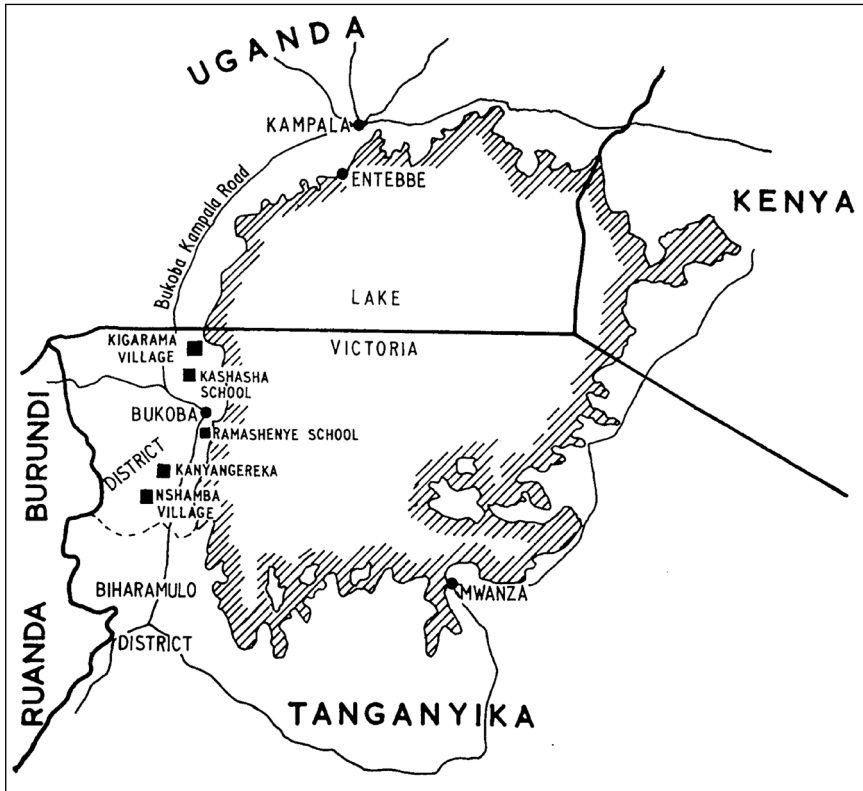 UGANDA
KAMPALA
ENTEBBE
Bukoba Kampala Road
KENYA
LAKE
VICTORIA
KIGARAMA
VILLAGE
KASHASHA
SCHOOL
BUKOBA
RAMASHENYE SCHOOL
DISTRICT
KANYANGEREKA
NSHAMBA
VILLAGE
BURUNDI
BIHARAMULO
DISTRICT
MWANZA
RUANDA
TANGANYIKA